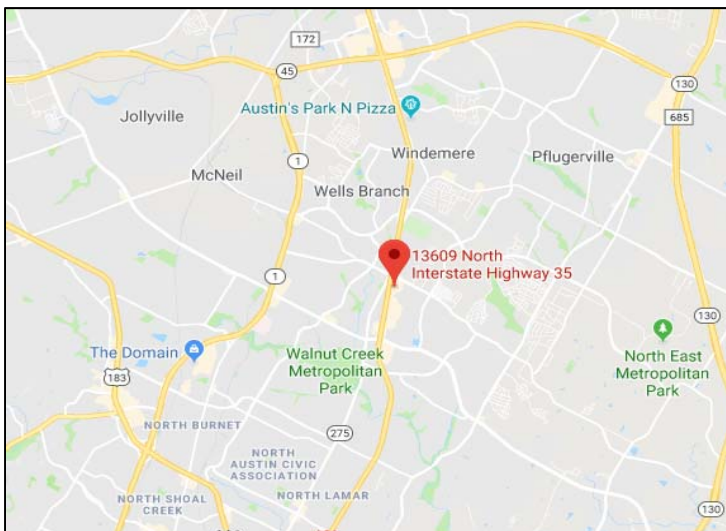 172
45
130
Jollyville
Austin's Park N Pizza
685
Windemere
Pflugerville
1
McNeil
Wells Branch
13609 North
Interstate Highway 35
1
130
The Domain
Walnut Creek
Metropolitan
Park
North East
Metropolitan
Park
183
NORTH BURNET
275
NORTH
AUSTIN CIVIC
ASSOCIATION
NORTH SHOAL
CREEK
NORTH LAMAR
130